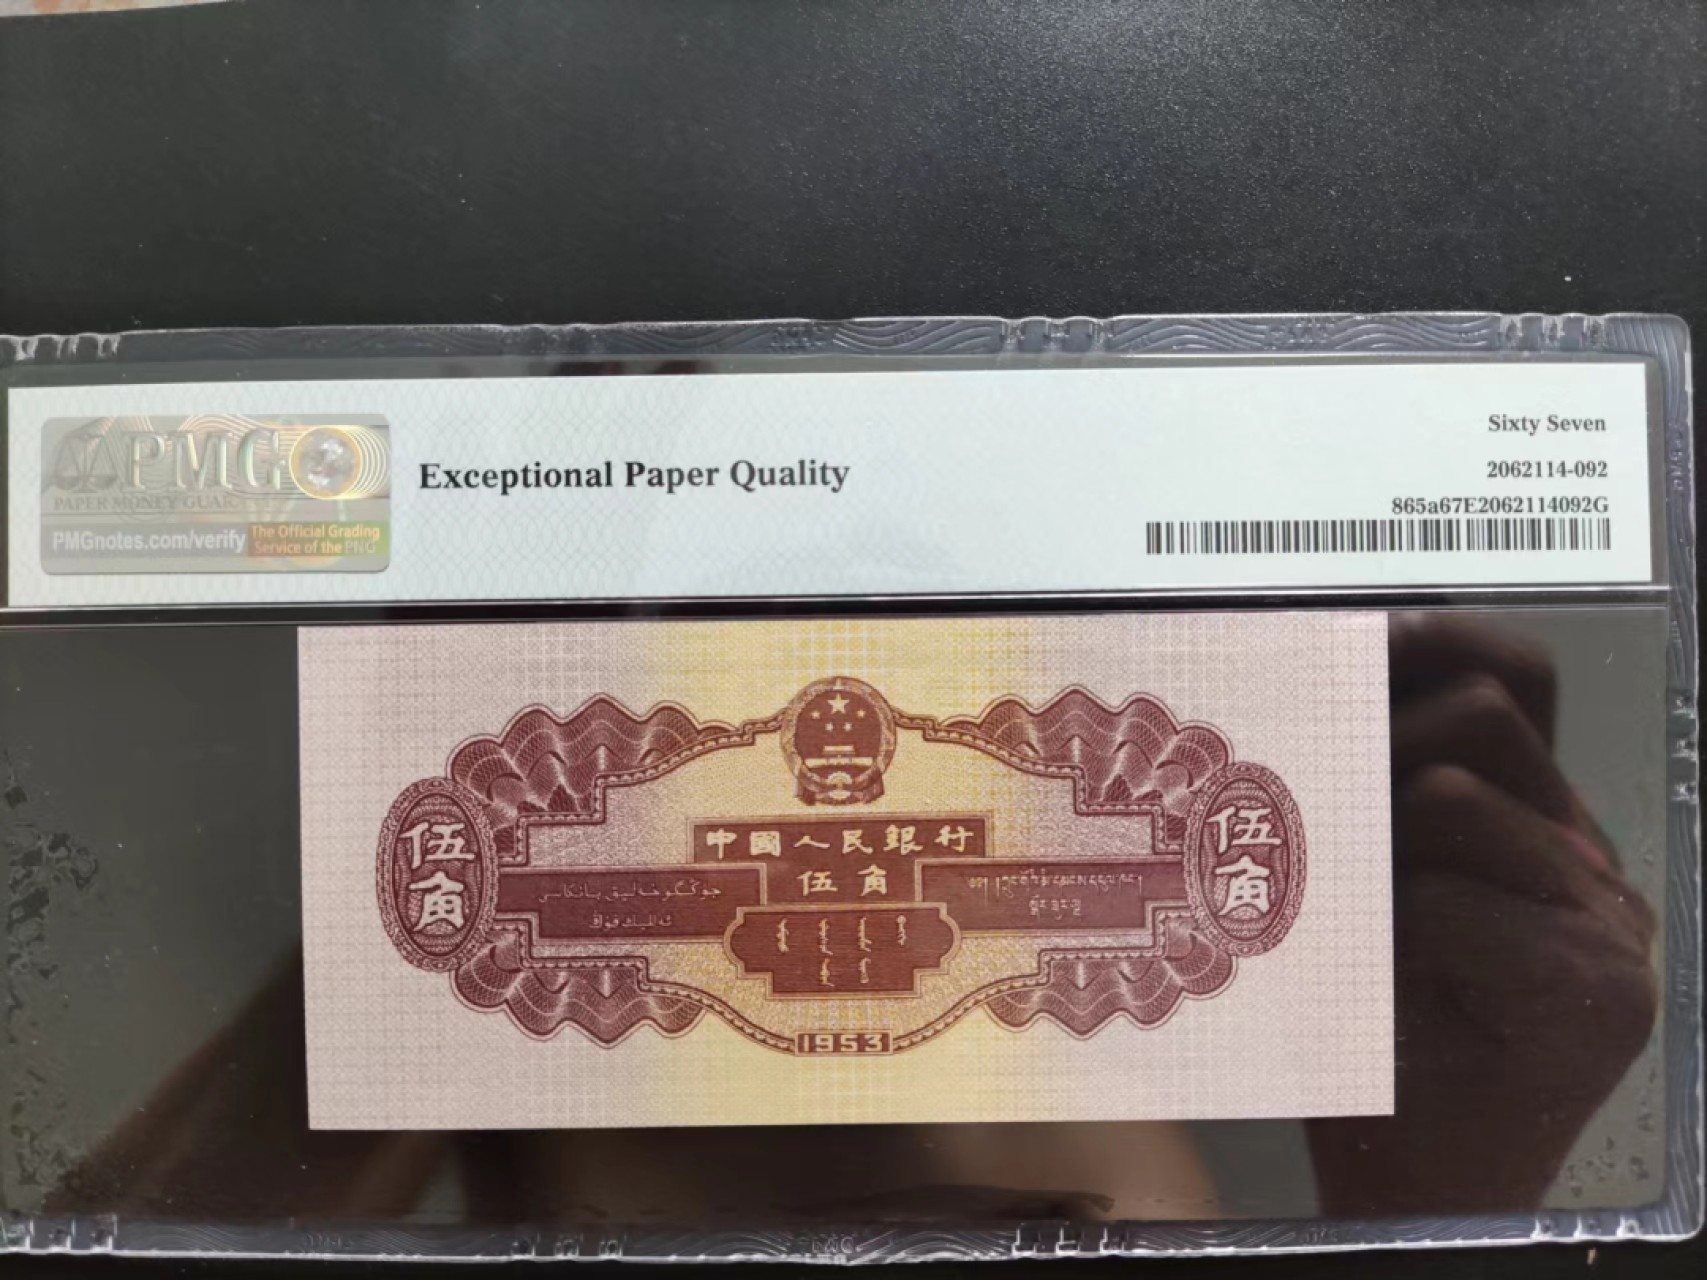 PMG
PAPER MONEY GUAR
PMGnotes.com/verify
The Official Grading
Service of the PNG
Exceptional Paper Quality
Sixty Seven
2062114-092
865a67E2062114092G
中國人民銀行
伍角
伍角
伍角
1953